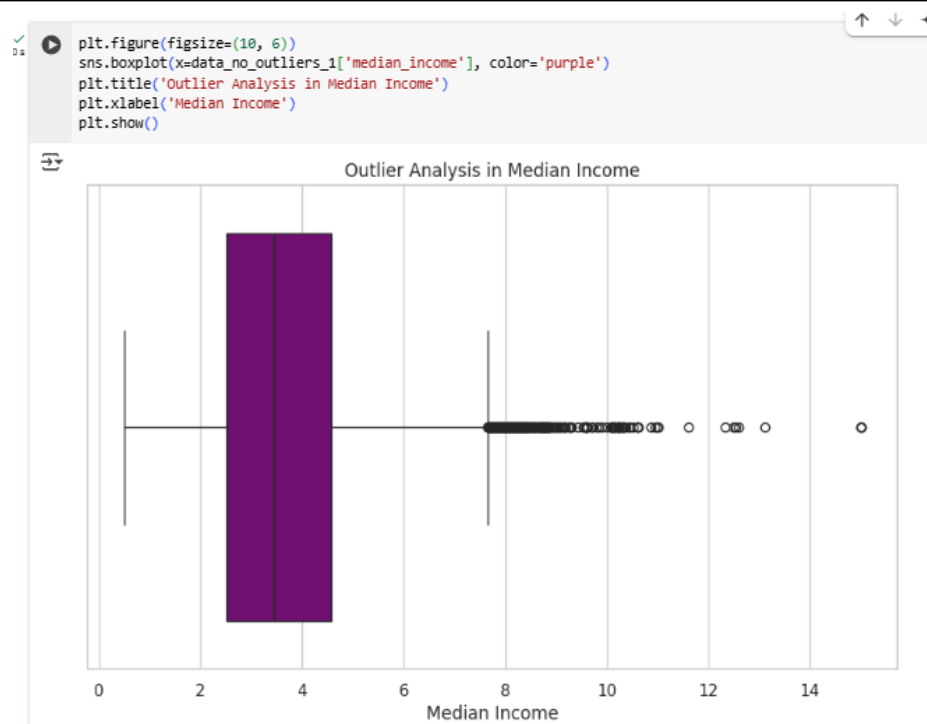 plt.figure(figsize=(10, 6))
sns.boxplot(x=data_no_outliers_1['median_income'], color='purple')
plt.title('Outlier Analysis in Median Income')
plt.xlabel('Median Income')
plt.show()
0s
Outlier Analysis in Median Income
0 2 4 6 8 10 12 14
Median Income